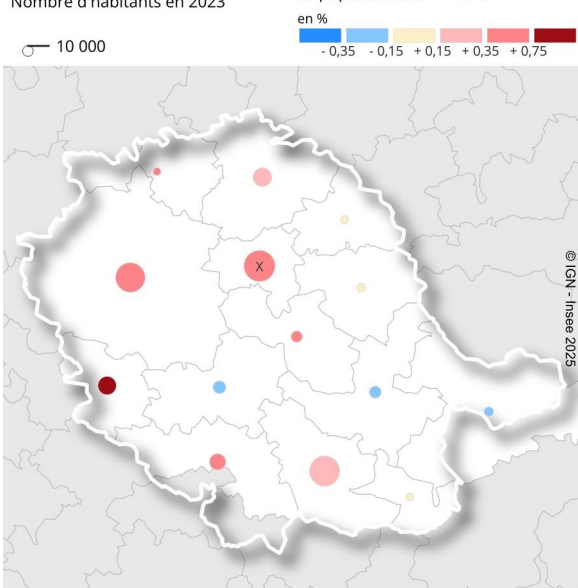 Nombre d'habitants en 2023
en %
10 000
- 0,35 - 0,15 + 0,15 + 0,35 + 0,75
X
© IGN - Insee 2025